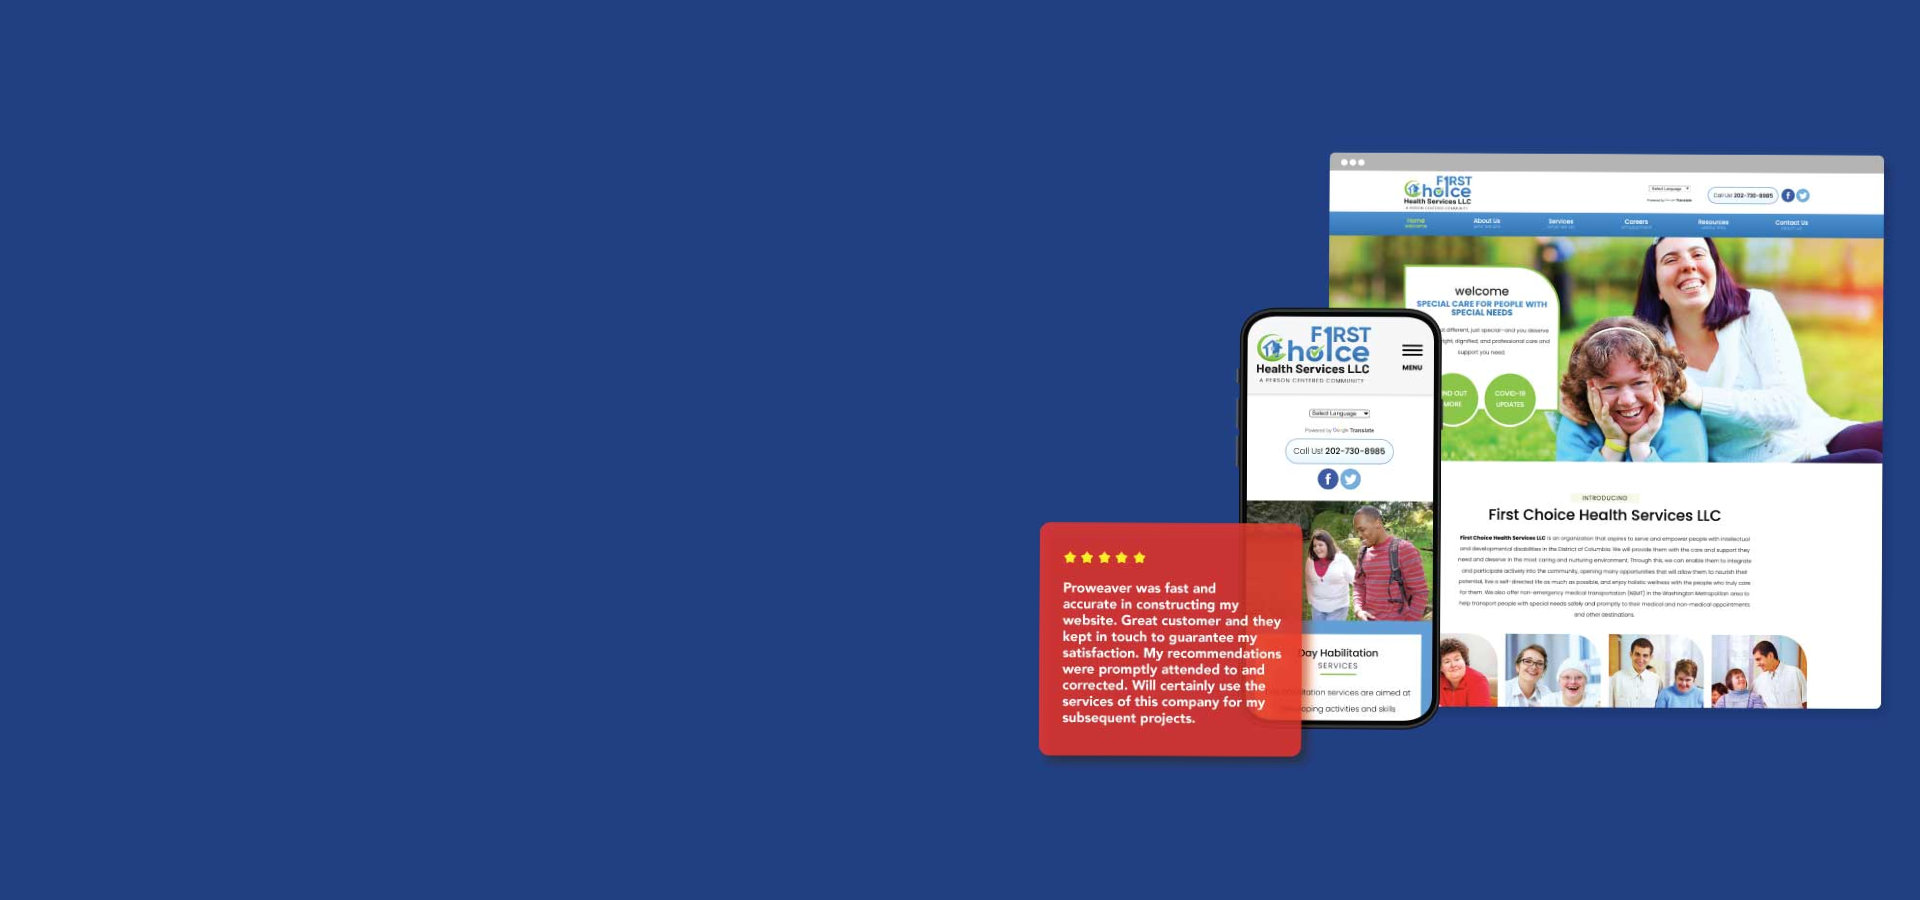 F1RST
Choice
Health Services LLC
A PERSON CENTERED COMMUNITY
Select Language
Powered by Google Translate
Call Us! 202-730-8985
Home
welcome
About Us
Services
Careers
Resources
Contact Us
welcome
SPECIAL CARE FOR PEOPLE WITH
SPECIAL NEEDS
different, just special—and you deserve
right, dignified, and professional care and
support you need
OUT
MORE
COVID-19
UPDATES
INTRODUCING
First Choice Health Services LLC
First Choice Health Services LLC is an organization that aspires to serve and empower people with intellectual
and developmental disabilities in the District of Columbia. We will provide them with the care and support they
need and deserve in the most caring and nurturing environment. Through this, we can enable them to integrate
and participate actively into the community, opening many opportunities that will allow them to nourish their
potential, live a self-directed life as much as possible, and enjoy holistic wellness with the people who truly care
for them. We also offer non-emergency medical transportation (NEMT) in the Washington Metropolitan area to
help transport people with special needs safely and promptly to their medical and non-medical appointments
and other destinations.
F1RST
Choice
Health Services LLC
A PERSON CENTERED COMMUNITY
MENU
Select Language
Powered by Google Translate
Call Us! 202-730-8985
Day Habilitation
SERVICES
services are aimed at
activities and skills
Proweaver was fast and
accurate in constructing my
website. Great customer and they
kept in touch to guarantee my
satisfaction. My recommendations
were promptly attended to and
corrected. Will certainly use the
services of this company for my
subsequent projects.